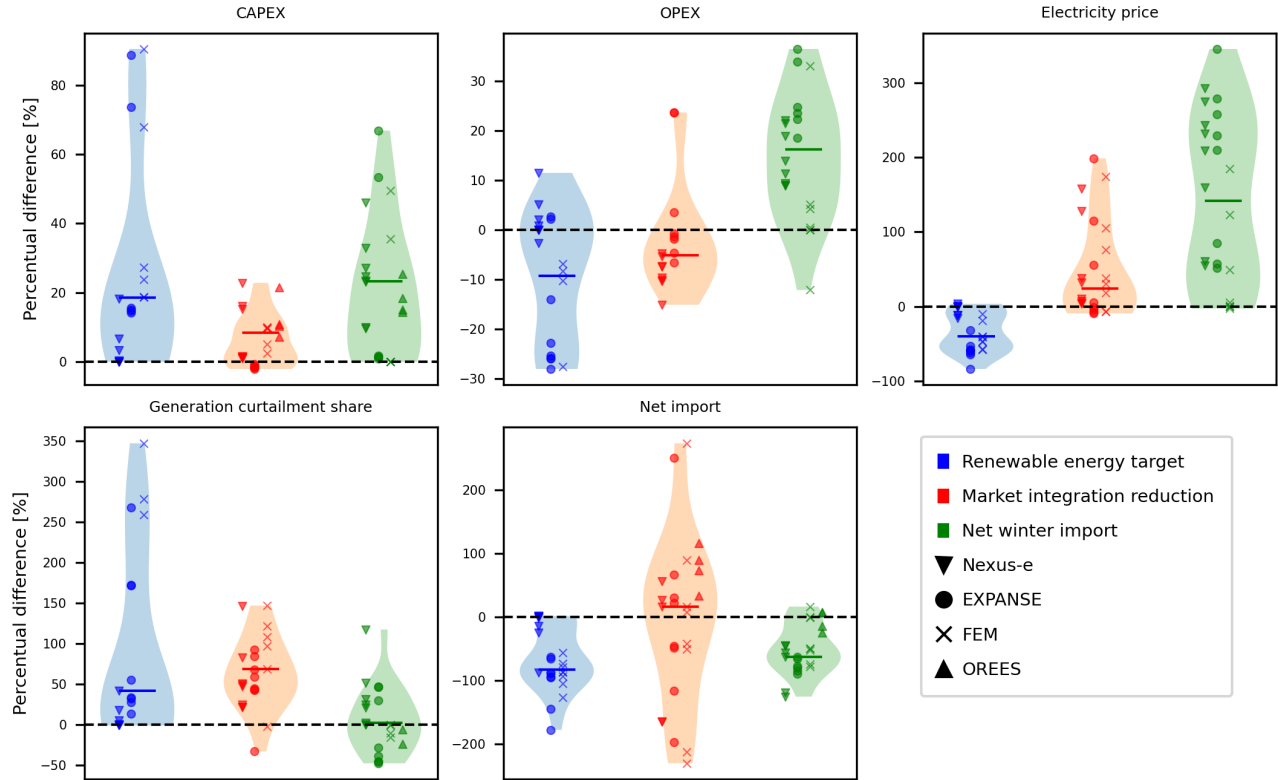 CAPEX
OPEX
Electricity price
Percentual difference [%]
80
60
40
20
0
30
20
10
0
−10
−20
−30
300
200
100
0
−100
Generation curtailment share
Net import
Percentual difference [%]
350
300
250
200
150
100
50
0
−50
200
100
0
−100
−200
Renewable energy target
Market integration reduction
Net winter import
Nexus-e
EXPANSE
FEM
OREES